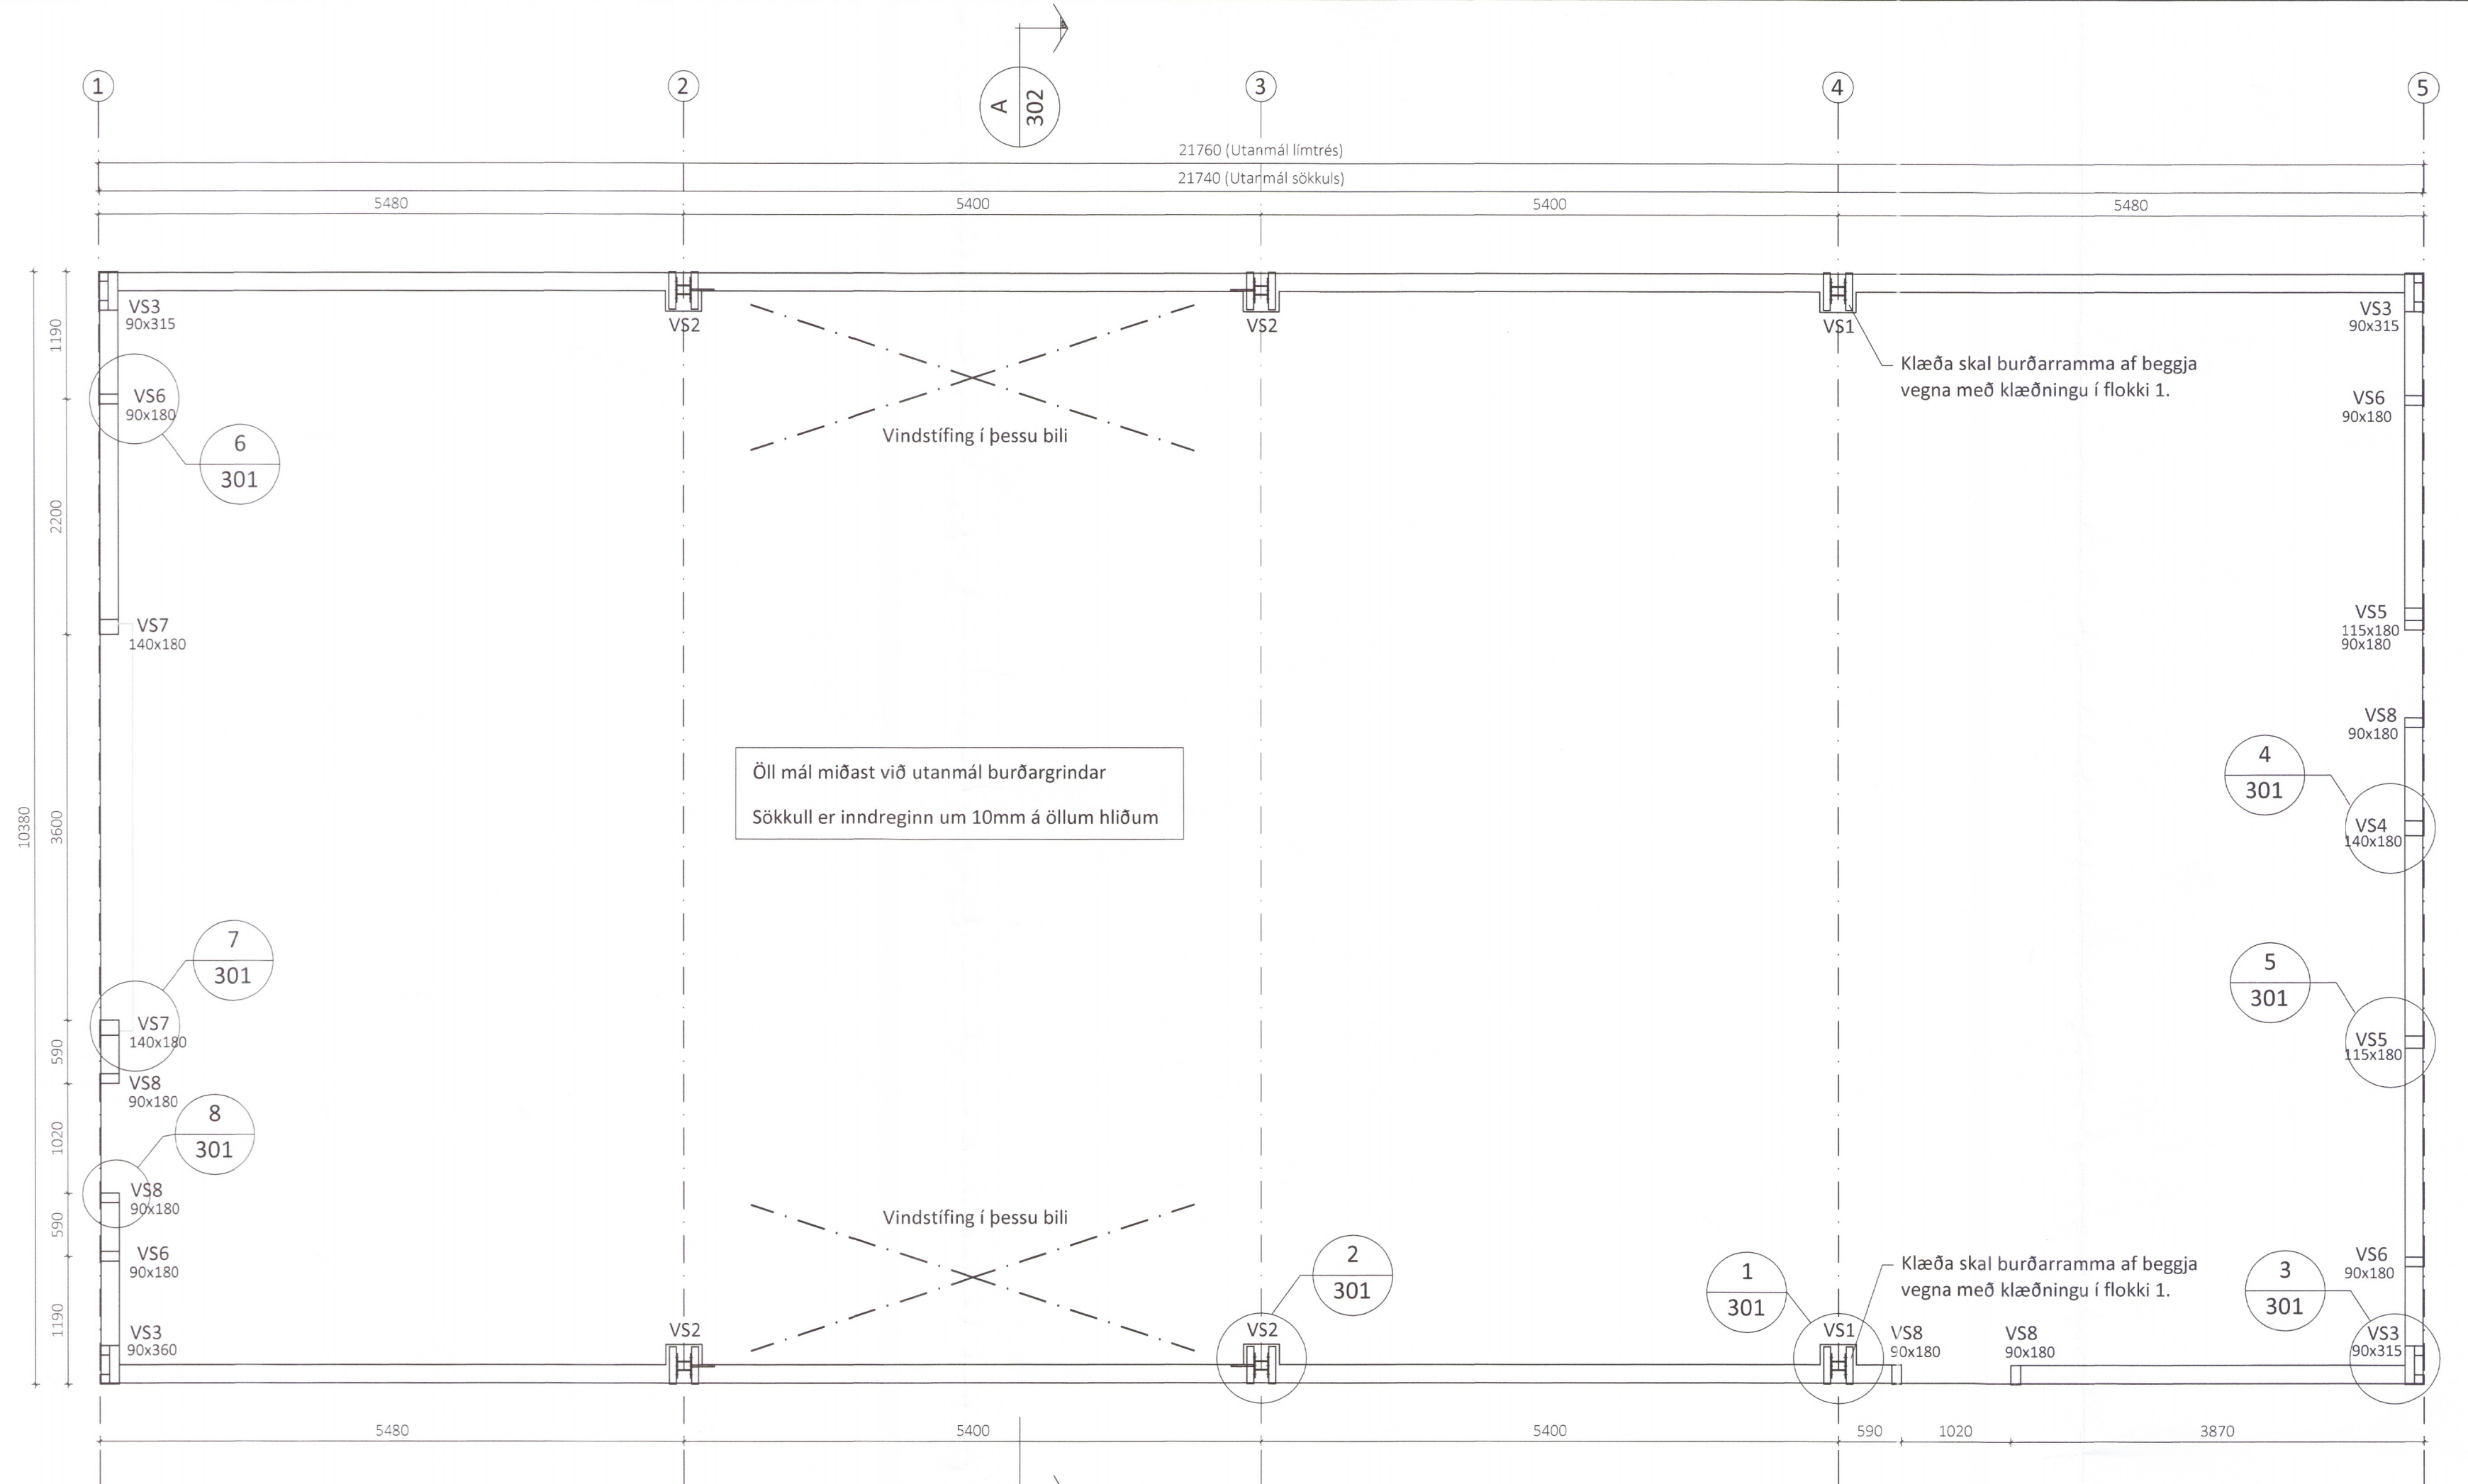 1
2
A
302
3
4
5
21760 (Utanmál límtrés)
21740 (Utanmál sökkuls)
5480
5400
5400
5480
VS3
90x315
VS2
VS2
VS1
VS3
90x315
Klæða skal burðarramma af beggja
vegna með klæðningu í flokki 1.
1190
VS6
90x180
VS6
90x180
Vindstífing í þessu bili
6
301
2200
VS7
140x180
VS5
115x180
90x180
VS8
90x180
Öll mál miðast við utanmál burðargrindar
Sökkull er inndreginn um 10mm á öllum hliðum
4
301
10380
3600
VS4
140x180
7
301
5
301
VS7
140x180
VS5
115x180
590
VS8
90x180
8
301
1020
VS8
90x180
590
Vindstífing í þessu bili
VS6
90x180
2
301
1
301
Klæða skal burðarramma af beggja
vegna með klæðningu í flokki 1.
VS6
90x180
3
301
1190
VS3
90x360
VS2
VS2
VS1
VS8
90x180
VS8
90x180
VS3
90x315
5480
5400
5400
590
1020
3870